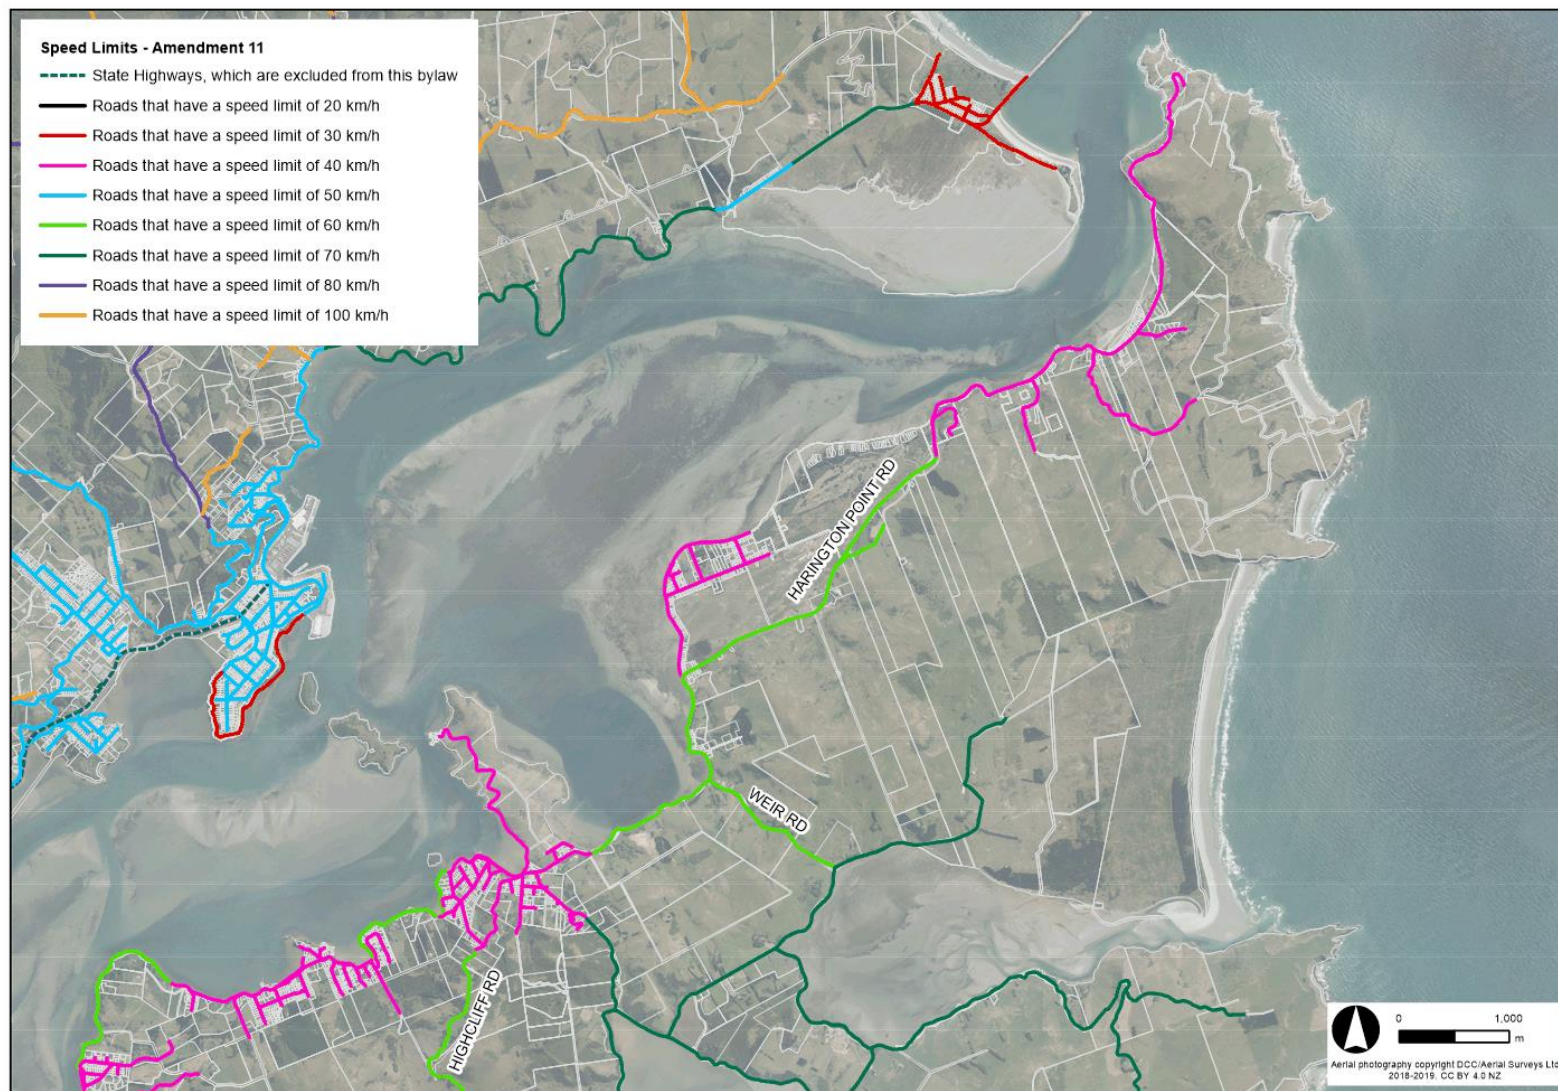 Speed Limits - Amendment 11
State Highways, which are excluded from this bylaw
Roads that have a speed limit of 20 km/h
Roads that have a speed limit of 30 km/h
Roads that have a speed limit of 40 km/h
Roads that have a speed limit of 50 km/h
Roads that have a speed limit of 60 km/h
Roads that have a speed limit of 70 km/h
Roads that have a speed limit of 80 km/h
Roads that have a speed limit of 100 km/h
HARINGTON POINT RD
WEIR RD
HIGHCLIFF RD
0 1,000
m
Aerial photography copyright DCC/Aerial Surveys Ltd
2018-2019. CC BY 4.0 NZ